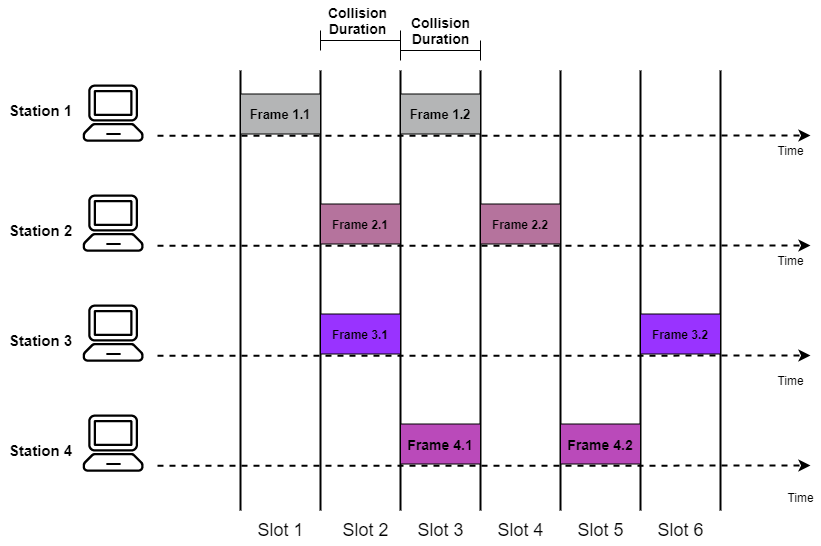 Collision
Duration
Collision
Duration
Station 1
Frame 1.1
Frame 1.2
Time
Station 2
Frame 2.1
Frame 2.2
Time
Station 3
Frame 3.1
Frame 3.2
Time
Station 4
Frame 4.1
Frame 4.2
Time
Slot 1
Slot 2
Slot 3
Slot 4
Slot 5
Slot 6